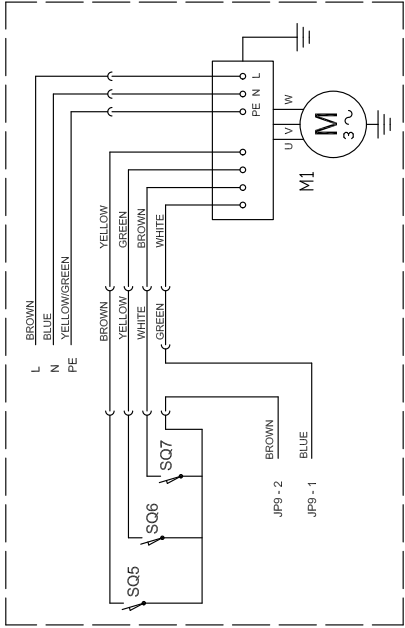 L BROWN
N BLUE
PE YELLOW/GREEN
L
N
PE
W
V
U
M
3 ~
M1
BROWN YELLOW
YELLOW GREEN
WHITE BROWN
GREEN WHITE
SQ5
SQ6
SQ7
JP9 - 2 BROWN
JP9 - 1 BLUE